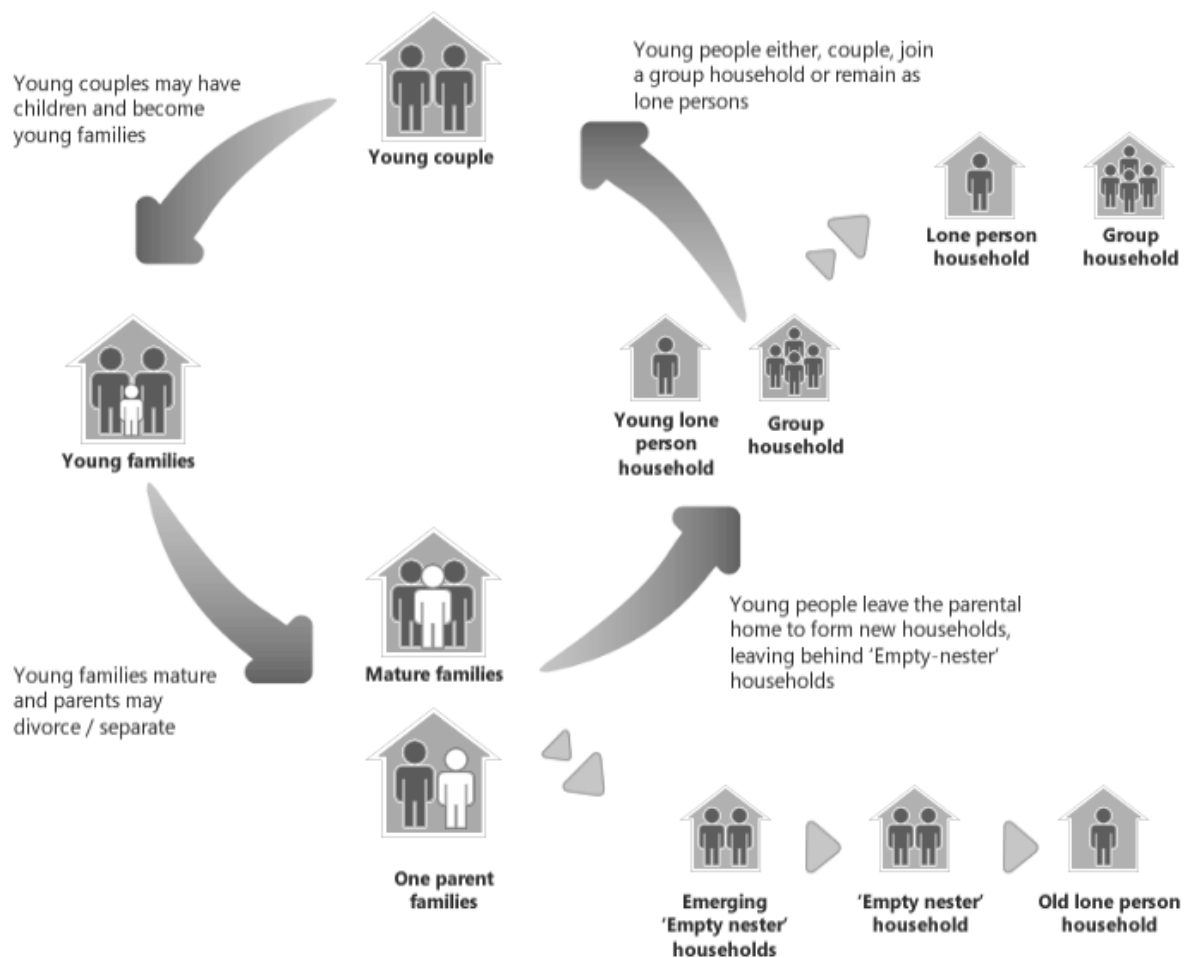 Young couples may have
children and become
young families
Young couple
Young people either, couple, join
a group household or remain as
lone persons
Lone person
household
Group
household
Young families
Young lone
person
household
Group
household
Young families mature
and parents may
divorce / separate
Mature families
One parent
families
Young people leave the parental
home to form new households,
leaving behind ‘Empty-nester’
households
Emerging
‘Empty nester’
households
‘Empty nester’
household
Old lone person
household